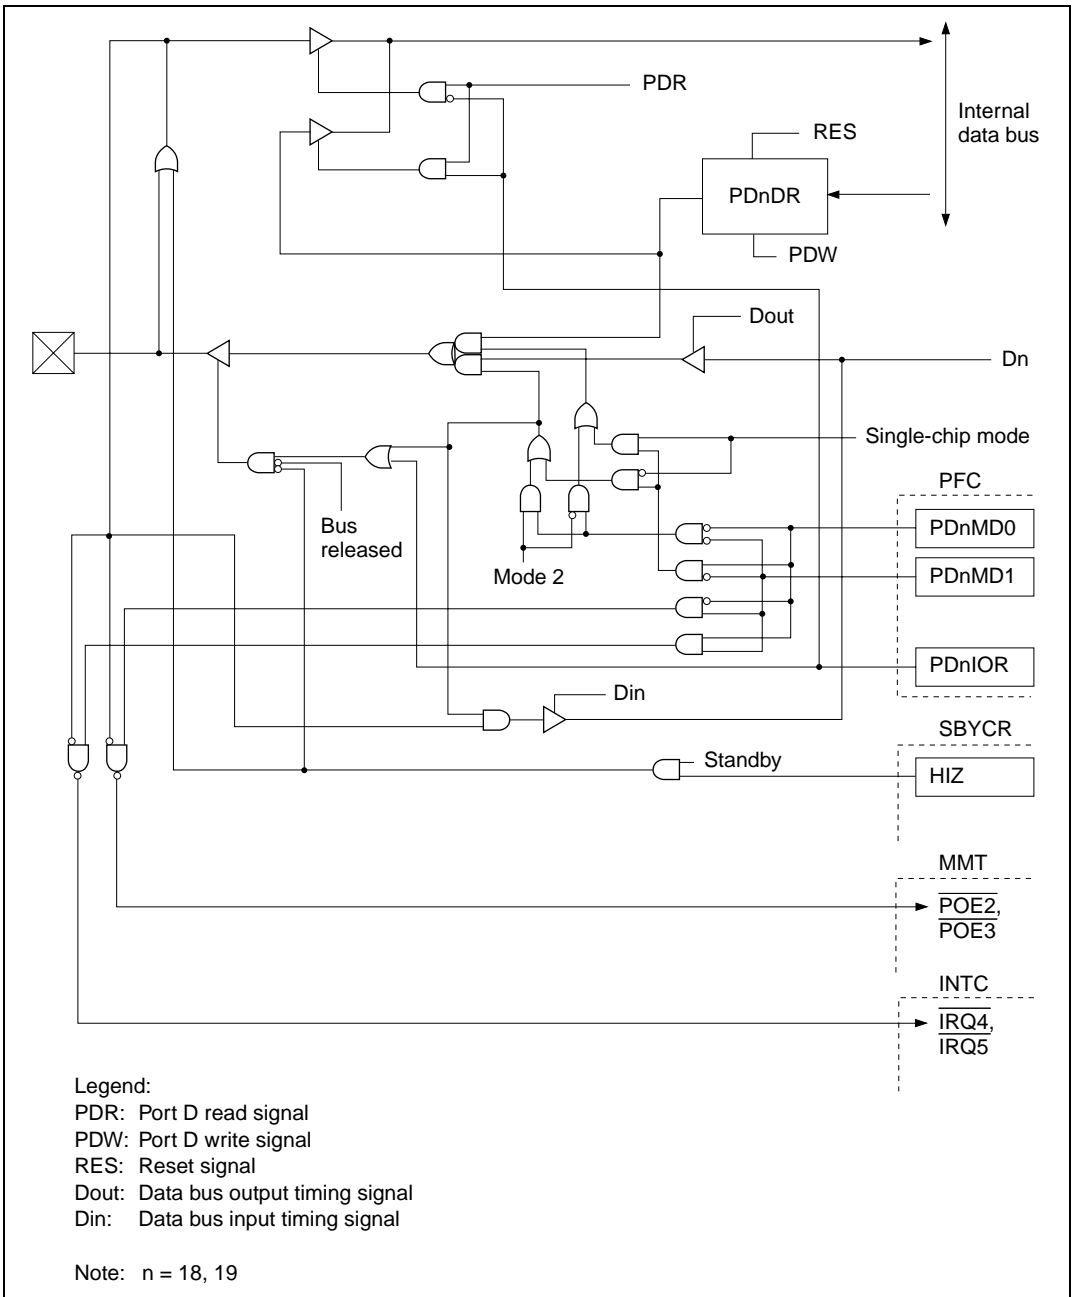 PDR
Internal
data bus
RES
PDnDR
PDW
Dout
Dn
Single-chip mode
PFC
Bus
released
PDnMD0
Mode 2
PDnMD1
PDnIOR
Din
SBYCR
Standby
HIZ
MMT
POE2,
POE3
INTC
IRQ4,
IRQ5
Legend:
PDR: Port D read signal
PDW: Port D write signal
RES: Reset signal
Dout: Data bus output timing signal
Din: Data bus input timing signal
Note: n = 18, 19